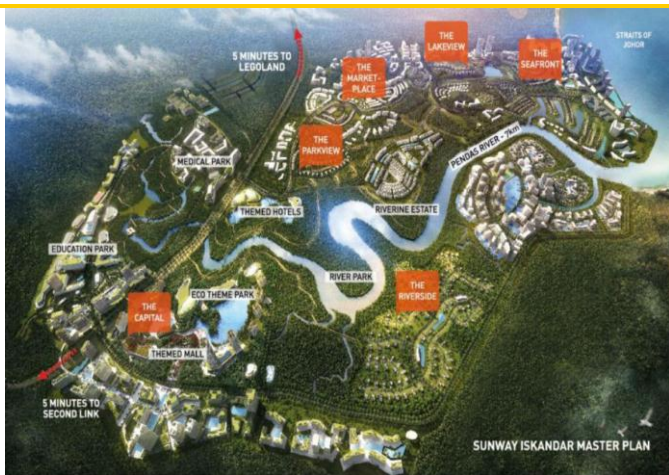 STRAITS OF
JOHOR
THE
LAKEVIEW
THE
SEAFRONT
5 MINUTES TO
LEGOLAND
THE
MARKET-
PLACE
THE
PARKVIEW
PENDAS RIVER - 7km
MEDICAL PARK
THEMED HOTELS
RIVERINE ESTATE
EDUCATION PARK
RIVER PARK
THE
RIVERSIDE
ECO THEME PARK
THE
CAPITAL
THEMED MALL
5 MINUTES TO
SECOND LINK
SUNWAY ISKANDAR MASTER PLAN